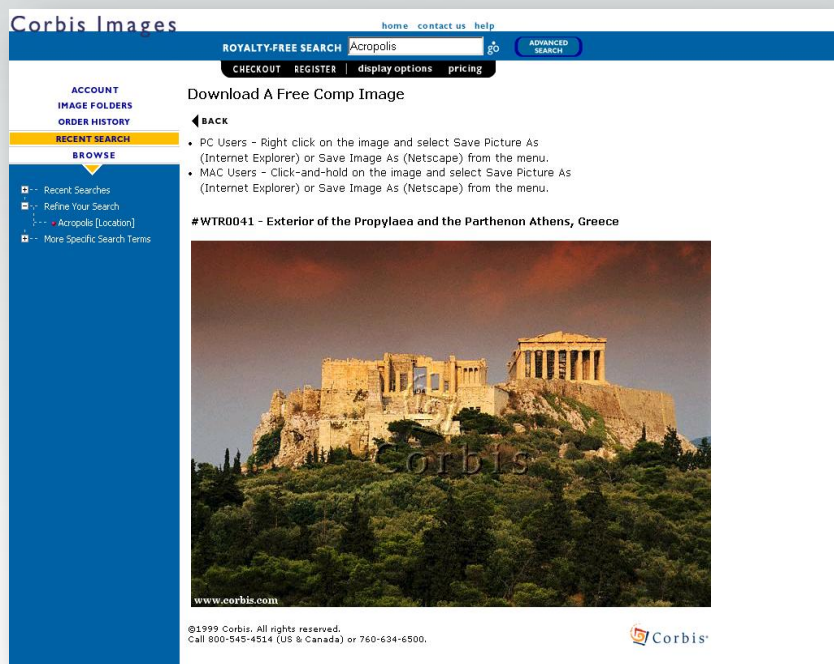 Corbis Images
home contact us help
ROYALTY-FREE SEARCH Acropolis go ADVANCED SEARCH
CHECKOUT REGISTER | display options pricing
ACCOUNT
IMAGE FOLDERS
ORDER HISTORY
RECENT SEARCH
BROWSE
Recent Searches
Refine Your Search
Acropolis [Location]
More Specific Search Terms
Download A Free Comp Image
BACK
• PC Users - Right click on the image and select Save Picture As
(Internet Explorer) or Save Image As (Netscape) from the menu.
• MAC Users - Click-and-hold on the image and select Save Picture As
(Internet Explorer) or Save Image As (Netscape) from the menu.
#WTR0041 - Exterior of the Propylaea and the Parthenon Athens, Greece
Corbis
www.corbis.com
©1999 Corbis. All rights reserved.
Call 800-545-4514 (US & Canada) or 760-634-6500.
Corbis